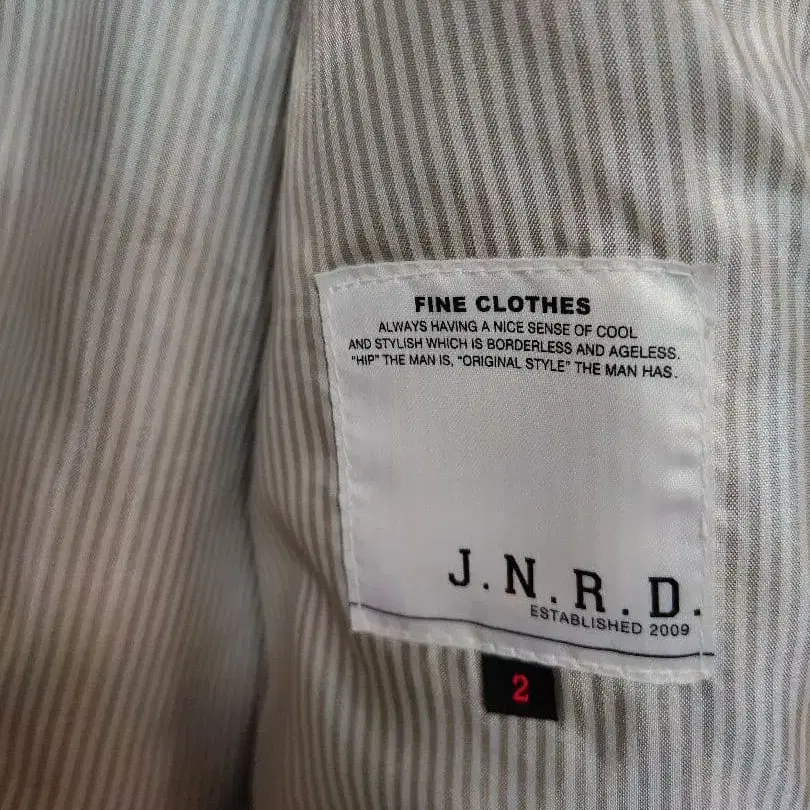 FINE CLOTHES
ALWAYS HAVING A NICE SENSE OF COOL
AND STYLISH WHICH IS BORDERLESS AND AGELESS.
"HIP" THE MAN IS, "ORIGINAL STYLE" THE MAN HAS.
J.N.R.D.
ESTABLISHED 2009
2